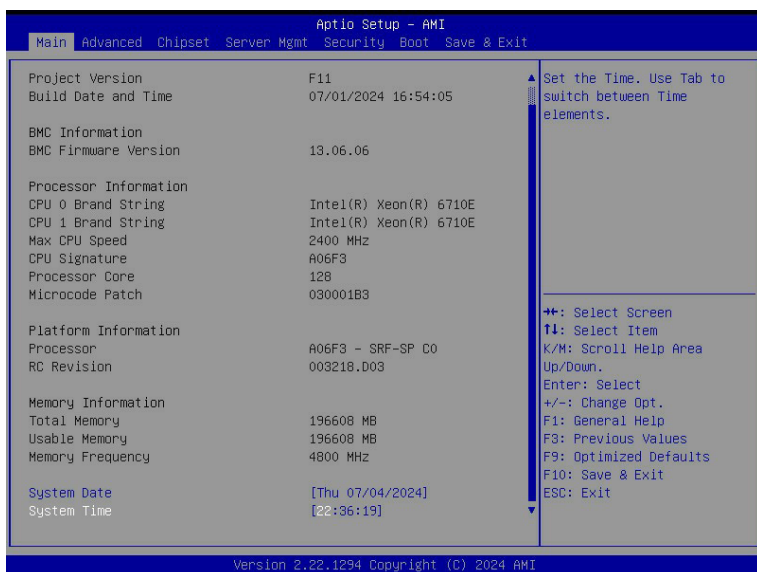 Aptio Setup - AMI
Main Advanced Chipset Server Mgmt Security Boot Save & Exit
Project Version F11
Build Date and Time 07/01/2024 16:54:05
BMC Information
BMC Firmware Version 13.06.06
Processor Information
CPU 0 Brand String Intel(R) Xeon(R) 6710E
CPU 1 Brand String Intel(R) Xeon(R) 6710E
Max CPU Speed 2400 MHz
CPU Signature A06F3
Processor Core 128
Microcode Patch 030001B3
Platform Information
Processor A06F3 - SRF-SP C0
RC Revision 003218.D03
Memory Information
Total Memory 196608 MB
Usable Memory 196608 MB
Memory Frequency 4800 MHz
System Date [Thu 07/04/2024]
System Time [22:36:19]
Set the Time. Use Tab to
switch between Time
elements.
→←: Select Screen
↑↓: Select Item
K/M: Scroll Help Area
Up/Down.
Enter: Select
+/-: Change Opt.
F1: General Help
F3: Previous Values
F9: Optimized Defaults
F10: Save & Exit
ESC: Exit
Version 2.22.1294 Copyright (C) 2024 AMI